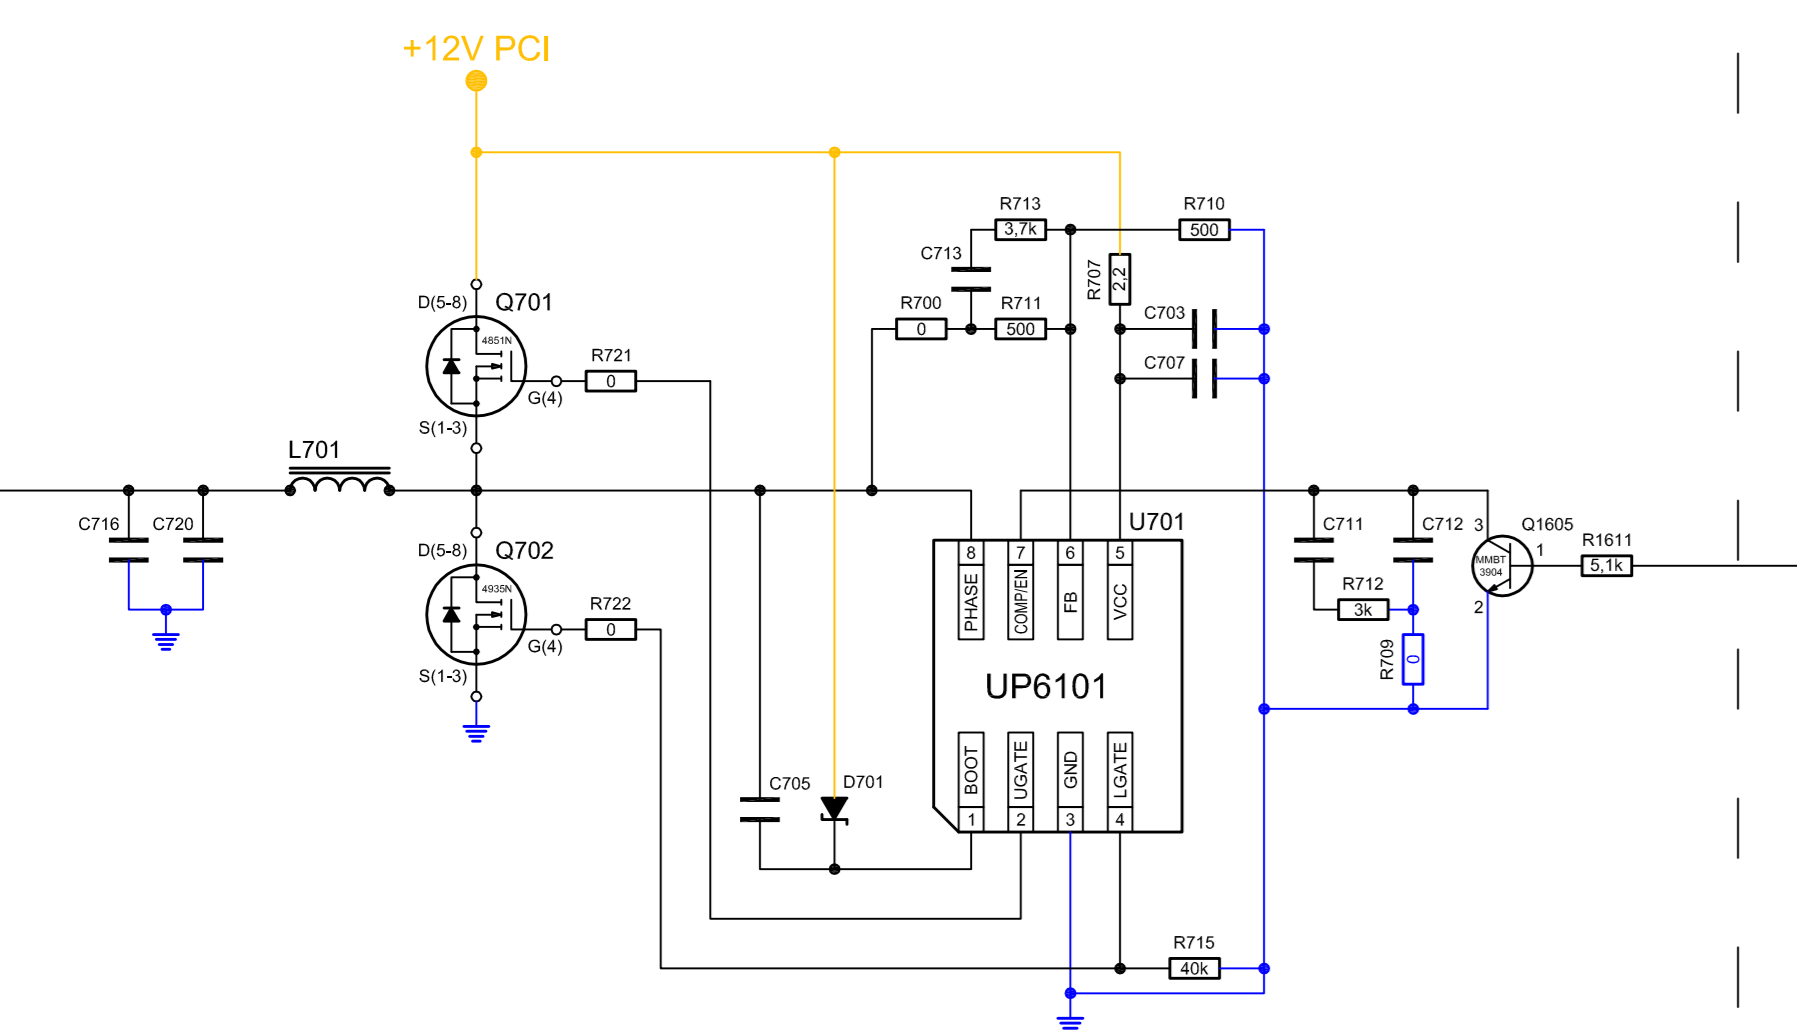 +12V PCI
R713
3,7k
R710
500
C713
R707
2,2
R700
0
R711
500
C703
C707
D(5-8)
Q701
4851N
R721
0
G(4)
S(1-3)
L701
C716
C720
D(5-8)
Q702
4935N
R722
0
G(4)
S(1-3)
U701
8
7
6
5
PHASE
COMP/EN
FB
VCC
UP6101
BOOT
UGATE
GND
LGATE
1
2
3
4
C705
D701
C711
C712
3
Q1605
1
MMBT
3904
2
R1611
5,1k
R712
3k
R709
0
R715
40k